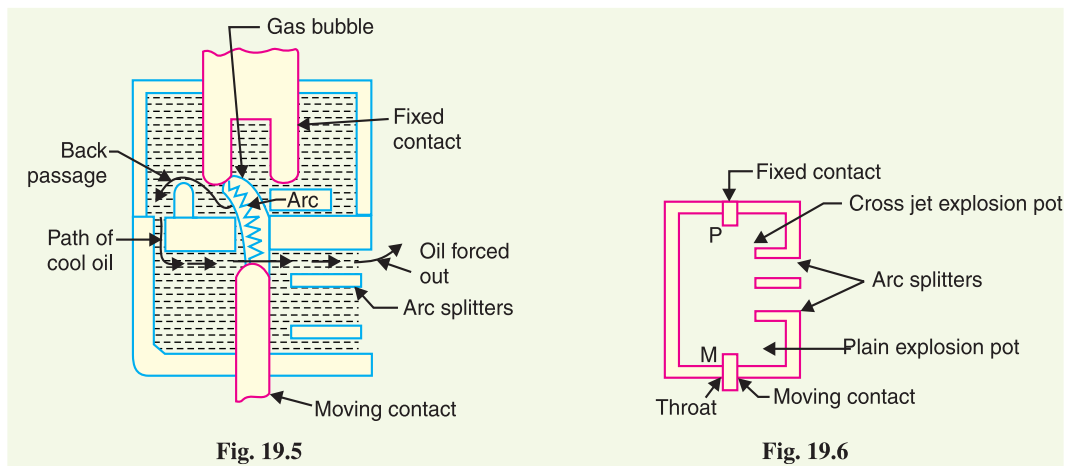 Gas bubble
Fixed
contact
Back
passage
Arc
Path of
cool oil
Oil forced
out
Arc splitters
Moving contact
Fig. 19.5
Fixed contact
Cross jet explosion pot
P
Arc splitters
Plain explosion pot
M
Moving contact
Throat
Fig. 19.6